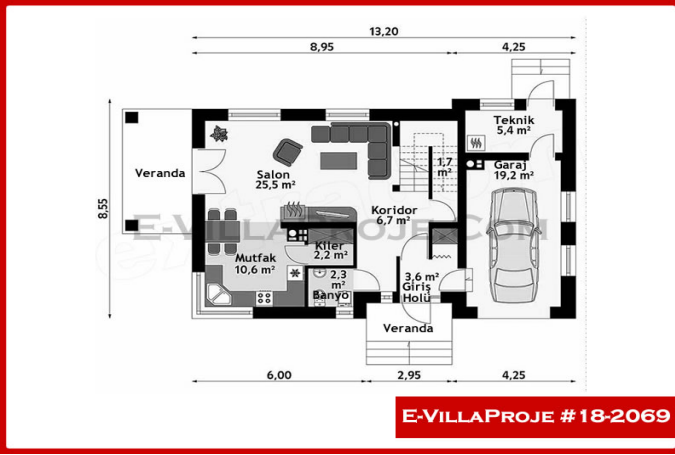 13,20
8,95
4,25
Teknik
5,4 m²
Veranda
Salon
25,5 m²
1,7
m²
Garaj
19,2 m²
8,55
Koridor
6,7 m²
E-VillaProje.Com
Mutfak
10,6 m²
Kiler
2,2 m²
2,3
m²
Banyo
3,6 m²
Giriş
Holü
Veranda
6,00
2,95
4,25
E-VillaProje #18-2069